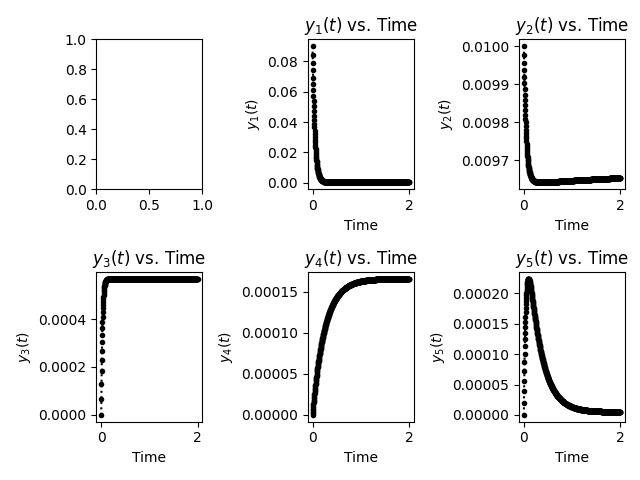 y₁(t) vs. Time
y₂(t) vs. Time
1.0
0.8
0.6
0.4
0.2
0.0
0.0 0.5 1.0
y₁(t)
0.08
0.06
0.04
0.02
0.00
0 2
Time
y₂(t)
0.0100
0.0099
0.0098
0.0097
0 2
Time
y₃(t) vs. Time
y₄(t) vs. Time
y₅(t) vs. Time
y₃(t)
0.0004
0.0002
0.0000
0 2
Time
y₄(t)
0.00015
0.00010
0.00005
0.00000
0 2
Time
y₅(t)
0.00020
0.00015
0.00010
0.00005
0.00000
0 2
Time